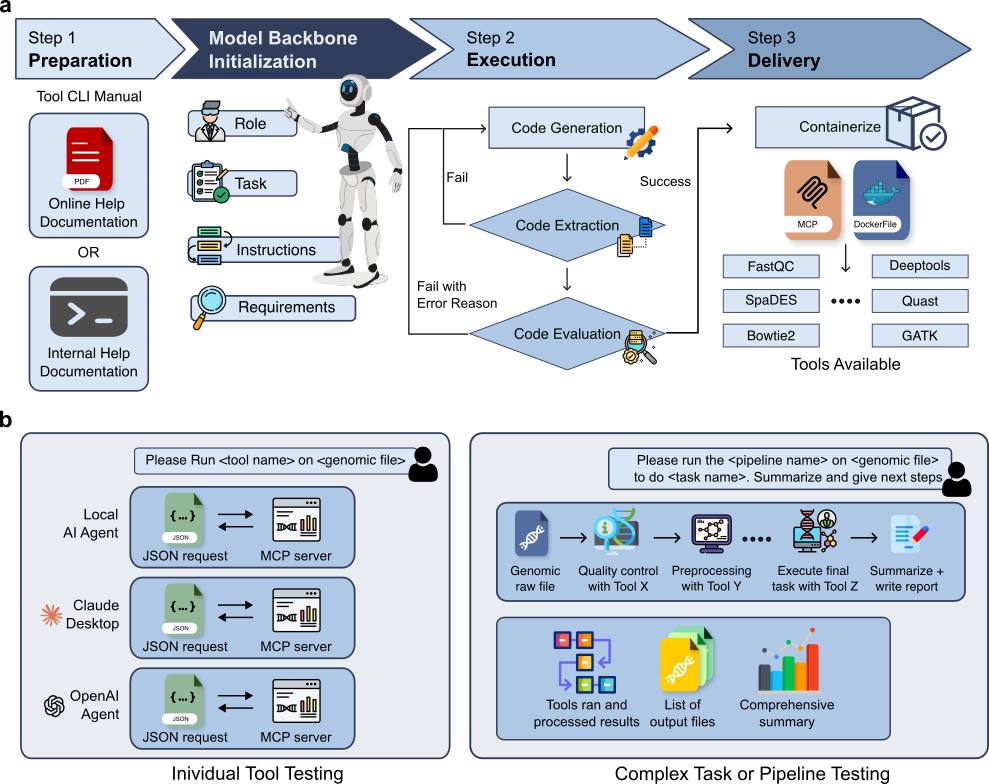 a
Step 1
Preparation
Model Backbone
Initialization
Step 2
Execution
Step 3
Delivery
Tool CLI Manual
PDF
Online Help
Documentation
OR
Internal Help
Documentation
Role
Task
Instructions
Requirements
Code Generation
Fail
Success
Code Extraction
Fail with
Error Reason
Code Evaluation
Containerize
MCP
DockerFile
FastQC
Deeptools
SpaDES
Quast
Bowtie2
GATK
Tools Available
b
Please Run <tool name> on <genomic file>
Local
AI Agent
{...}
JSON
JSON request
MCP server
Claude
Desktop
{...}
JSON
JSON request
MCP server
OpenAI
Agent
{...}
JSON
JSON request
MCP server
Inividual Tool Testing
Please run the <pipeline name> on <genomic file>
to do <task name>. Summarize and give next steps
Genomic
raw file
Quality control
with Tool X
Preprocessing
with Tool Y
Execute final
task with Tool Z
Summarize +
write report
Tools ran and
processed results
List of
output files
Comprehensive
summary
Complex Task or Pipeline Testing